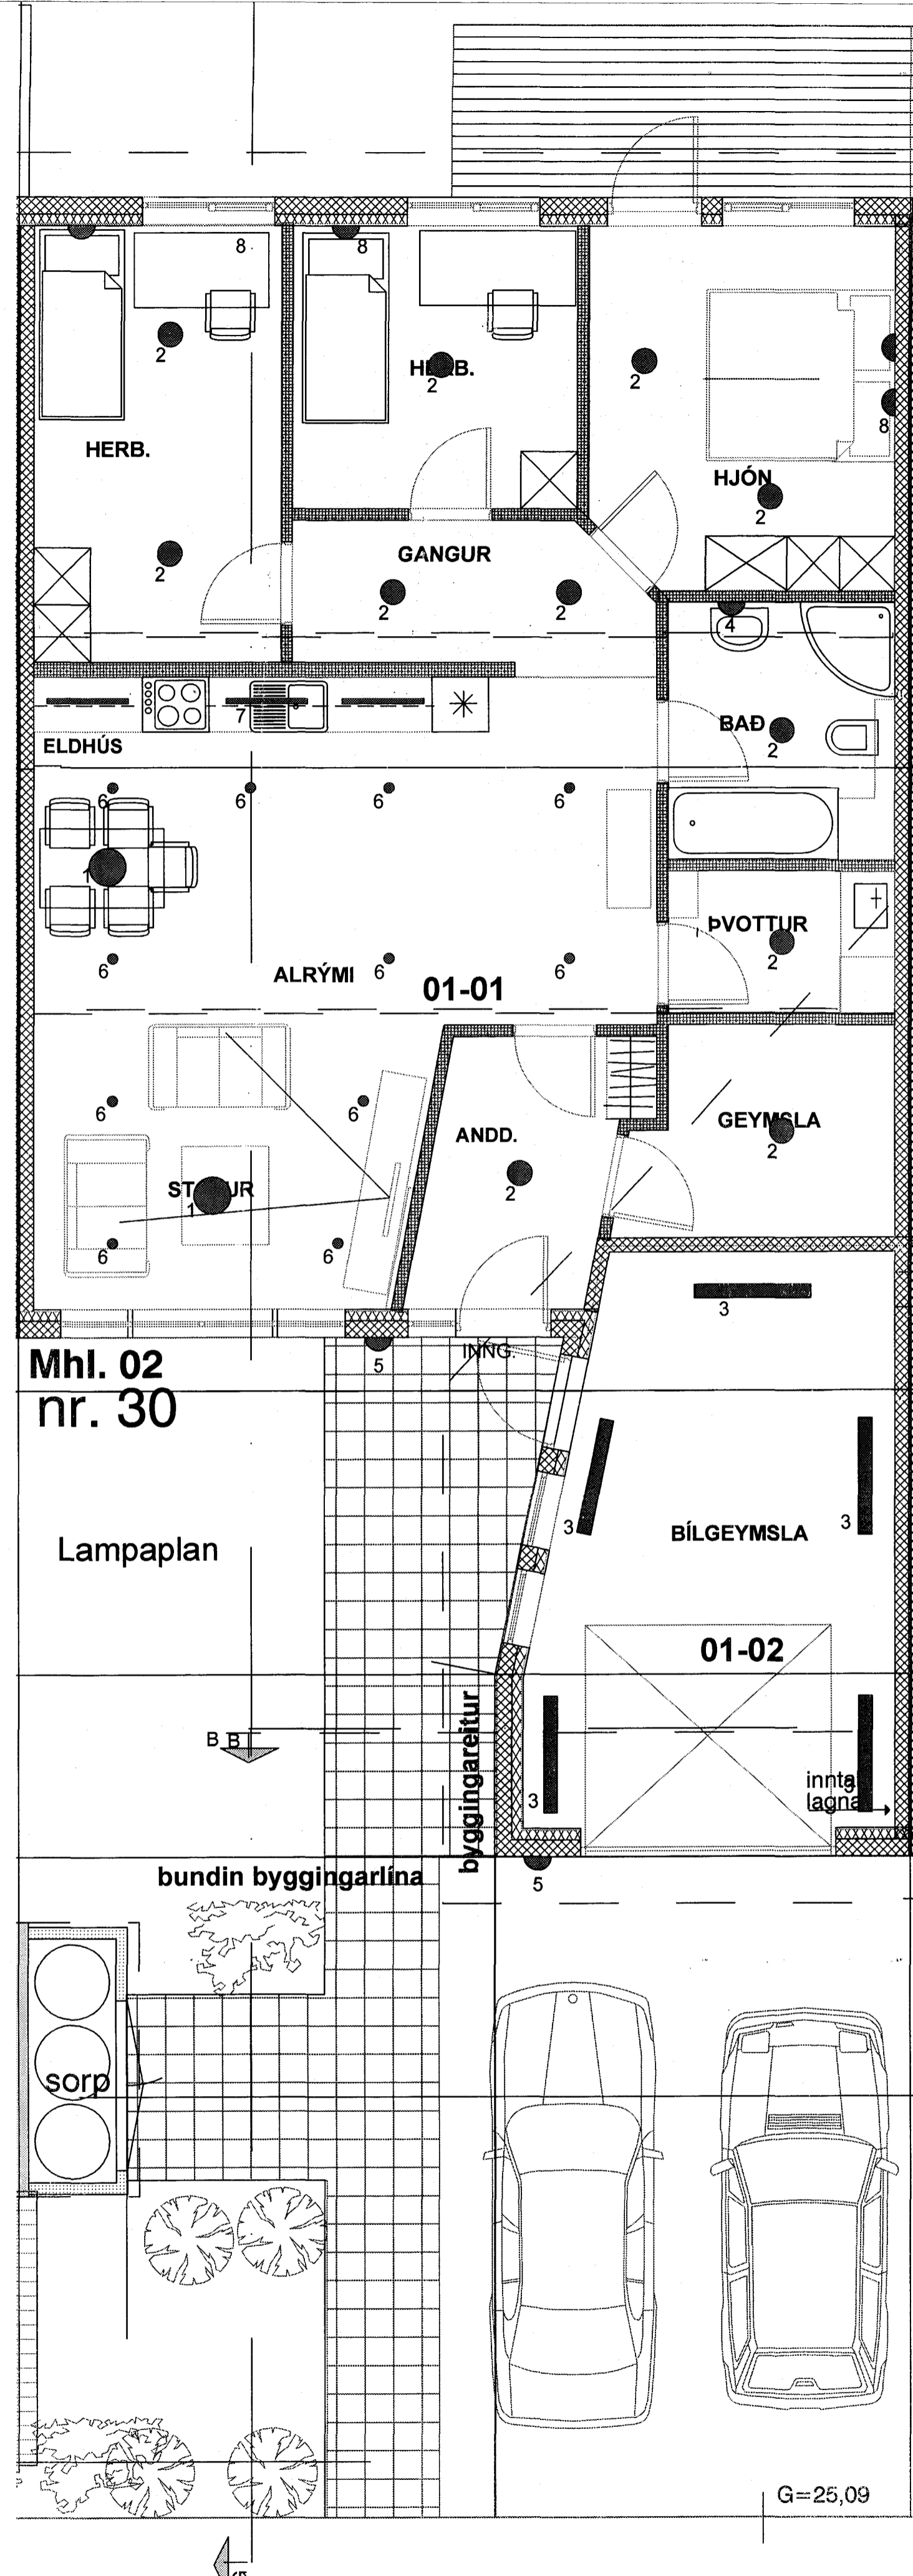 8
8
2
HERB.
2
2
8
HERB.
HJÓN
2
2
GANGUR
2
2
4
7
ELDHÚS
BAÐ
2
6
6
6
6
1
ÞVOTTUR
2
6
6
6
ALRÝMI
01-01
6
6
ANDD.
GEYMSLA
2
2
STOFUR
1
6
6
3
5
INNG.
Mhl. 02
nr. 30
3
3
BÍLGEYMSLA
Lampaplan
01-02
B B
byggingareitur
3
3
inntak
lagna
bundin byggingarlína
5
sorp
G=25,09